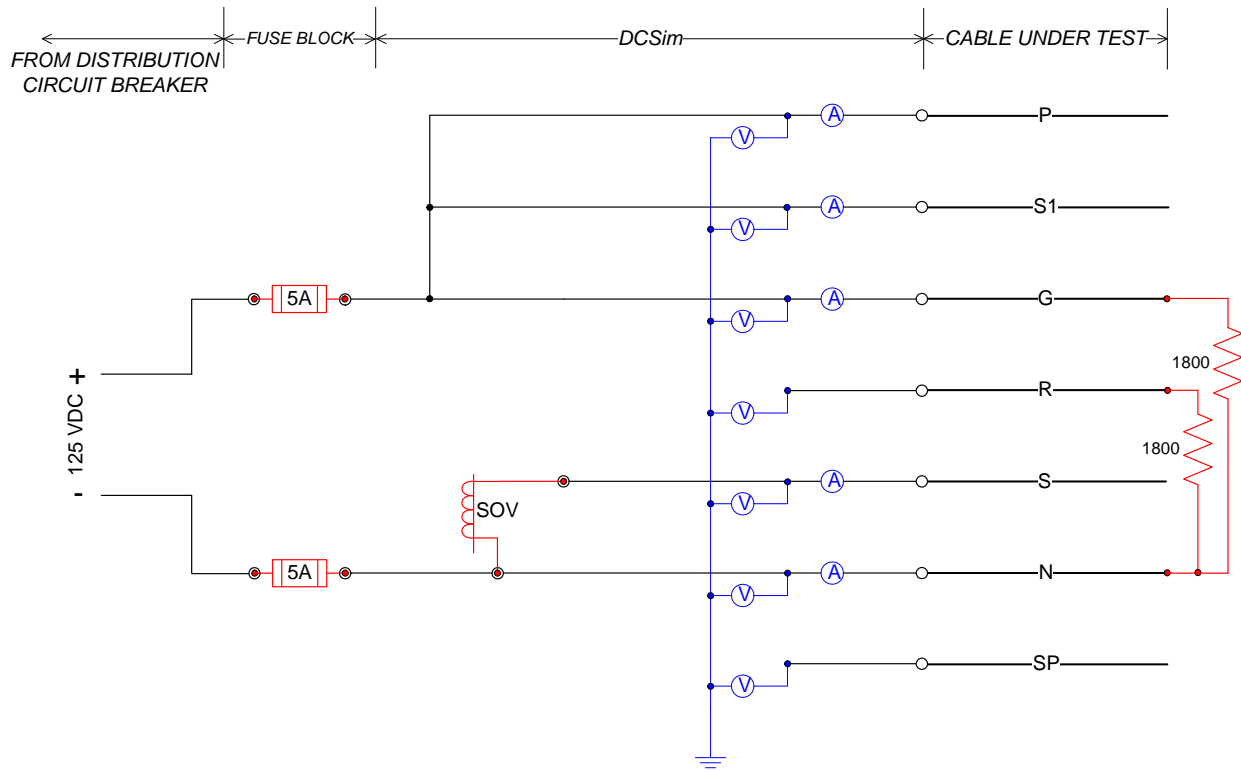 FROM DISTRIBUTION
CIRCUIT BREAKER
FUSE BLOCK
DCSim
CABLE UNDER TEST
A
P
V
A
S1
V
5A
A
G
V
1800
+
125 VDC
-
R
V
1800
SOV
A
S
V
5A
A
N
V
SP
V